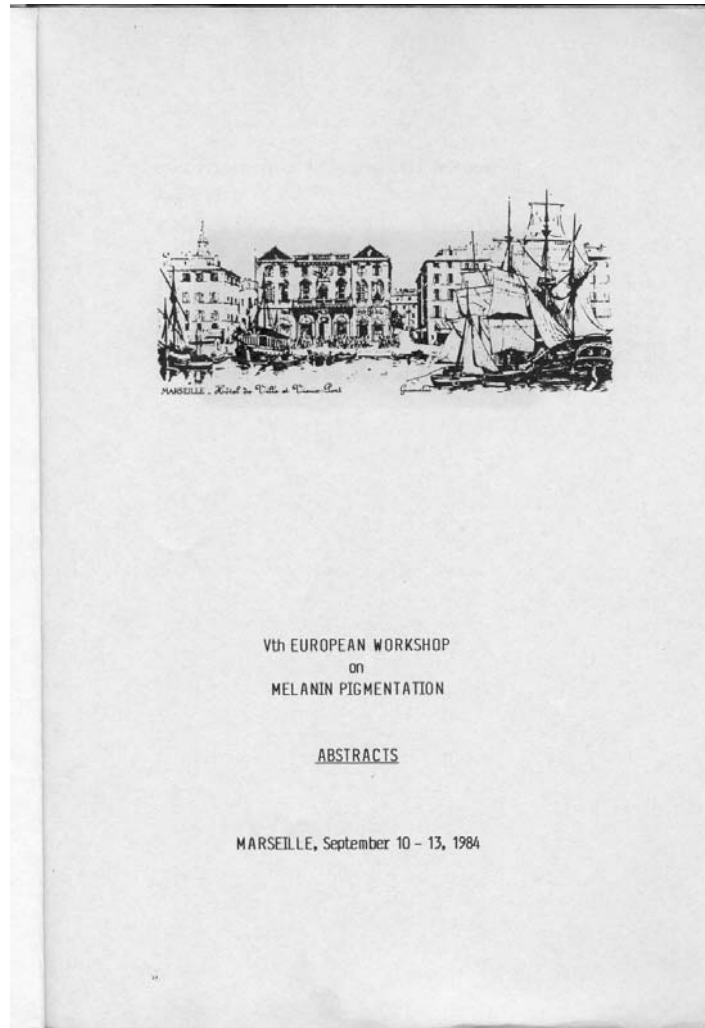 MARSEILLE - Hôtel de Ville et Vieux-Port
Vth EUROPEAN WORKSHOP
on
MELANIN PIGMENTATION
ABSTRACTS
MARSEILLE, September 10 - 13, 1984